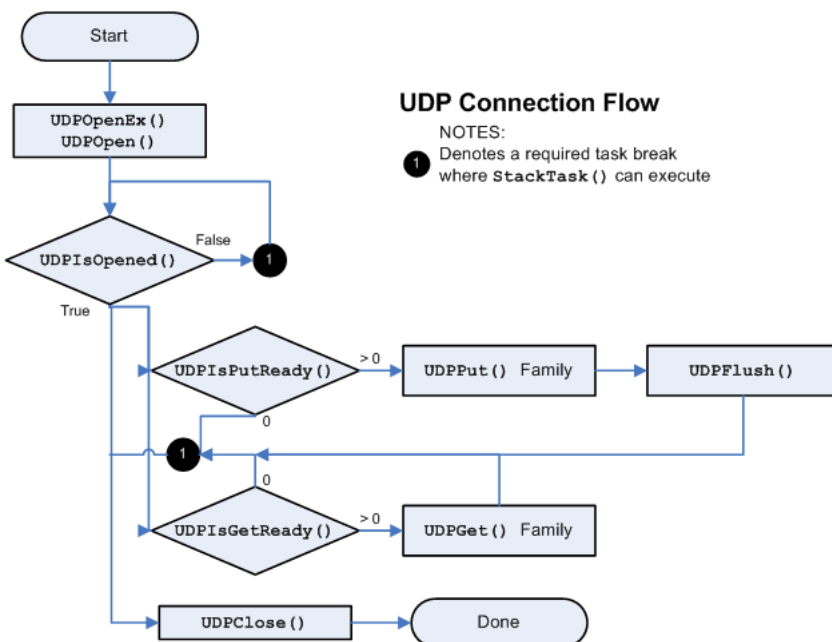 Start
UDPOpenEx()
UDPOpen()
UDP Connection Flow
NOTES:
1
Denotes a required task break
where StackTask() can execute
False
UDPIsOpened()
1
True
UDPIsPutReady()
> 0
UDPPut() Family
UDPFlush()
0
1
0
UDPIsGetReady()
> 0
UDPGet() Family
UDPClose()
Done